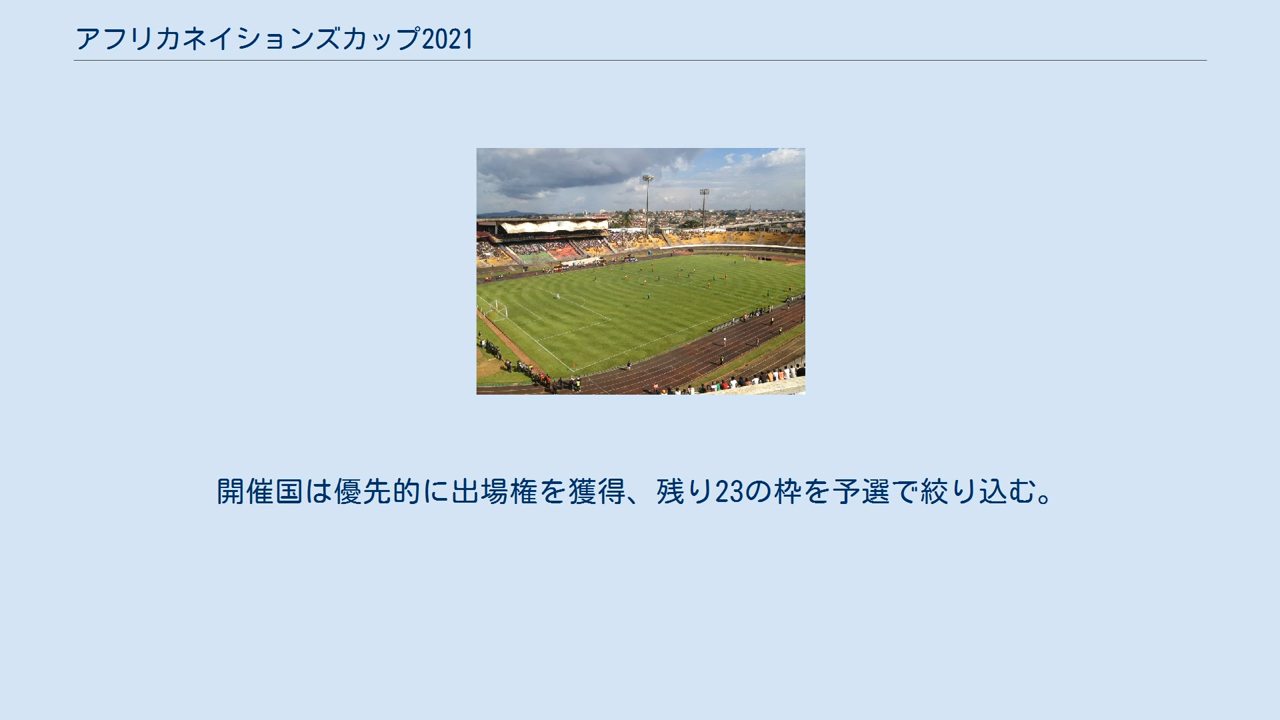 アフリカネイションズカップ2021
開催国は優先的に出場権を獲得、残り23の枠を予選で絞り込む。